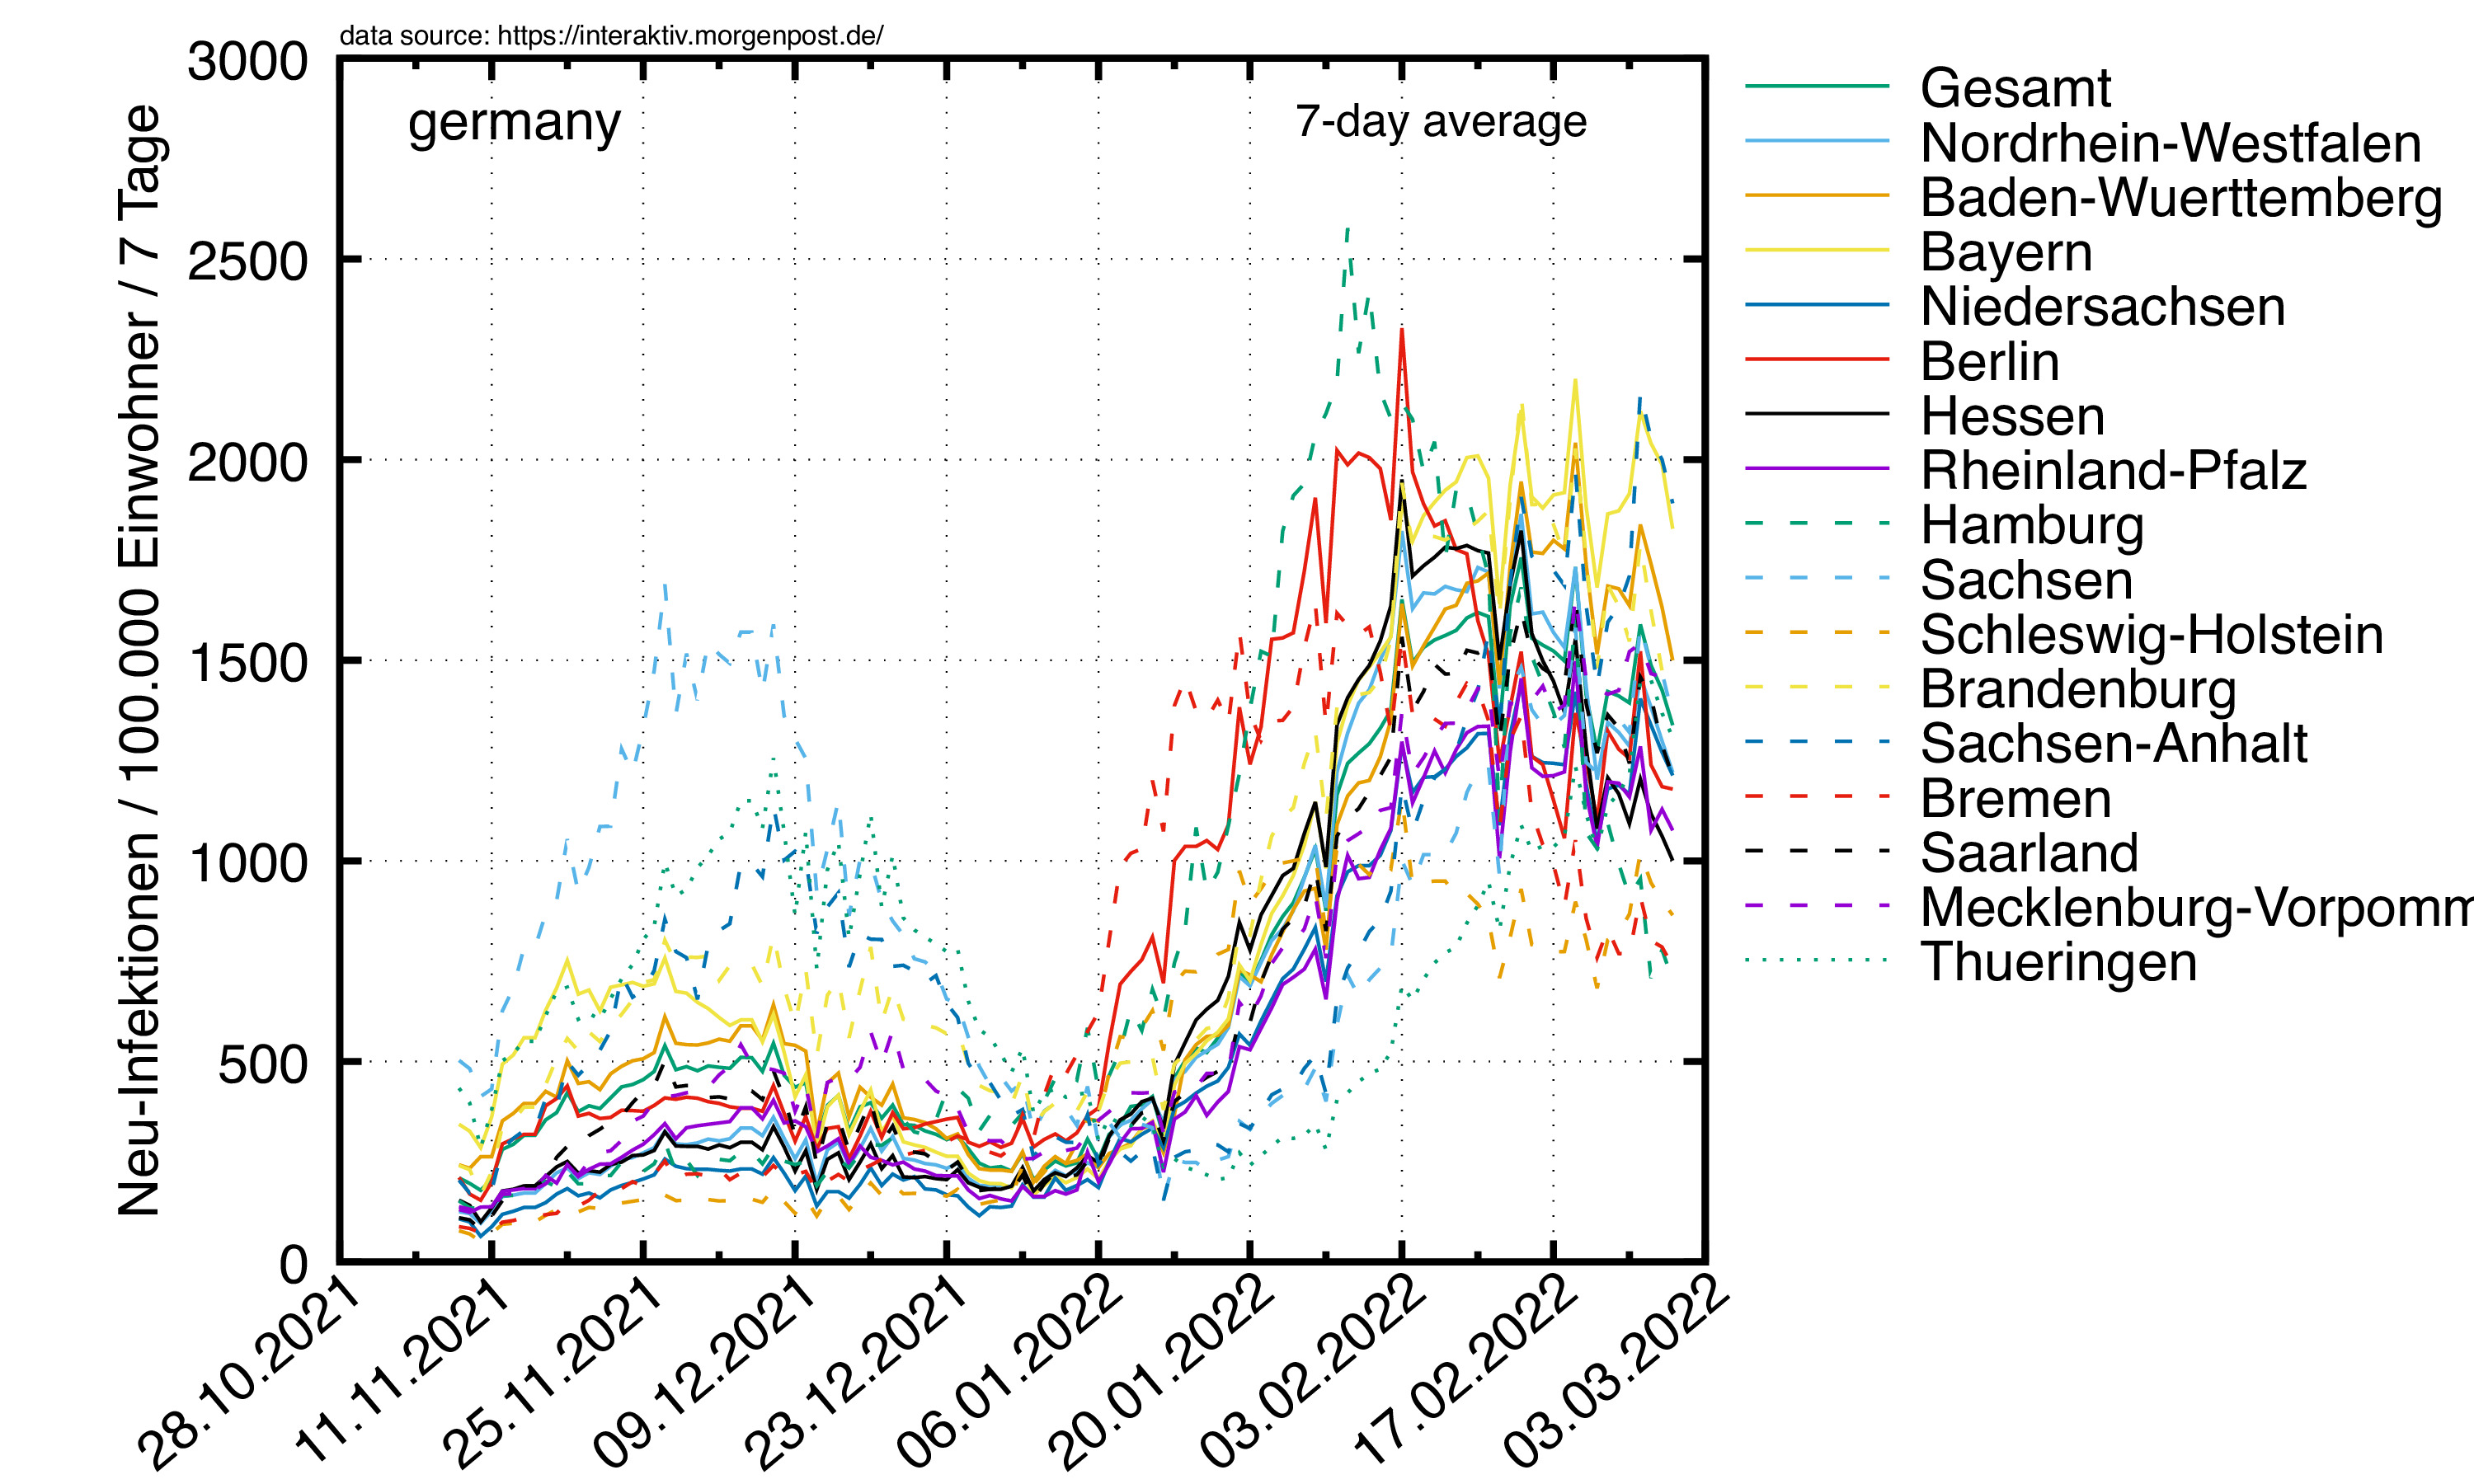 data source: https://interaktiv.morgenpost.de/
germany
7-day average
Neu-Infektionen / 100.000 Einwohner / 7 Tage
3000
2500
2000
1500
1000
500
0
28.10.2021
11.11.2021
25.11.2021
09.12.2021
23.12.2021
06.01.2022
20.01.2022
03.02.2022
17.02.2022
03.03.2022
Gesamt
Nordrhein-Westfalen
Baden-Wuerttemberg
Bayern
Niedersachsen
Berlin
Hessen
Rheinland-Pfalz
Hamburg
Sachsen
Schleswig-Holstein
Brandenburg
Sachsen-Anhalt
Bremen
Saarland
Mecklenburg-Vorpomm
Thueringen